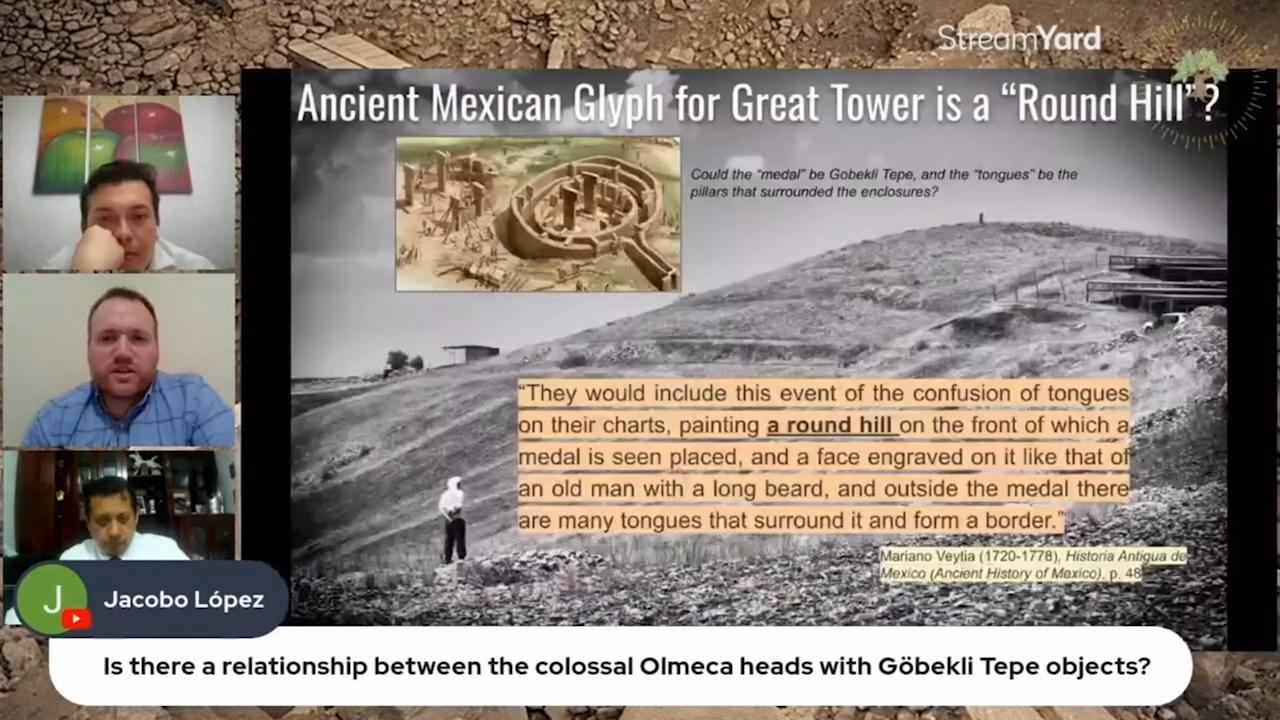 StreamYard
Ancient Mexican Glyph for Great Tower is a “Round Hill”?
Could the “medal” be Gobekli Tepe, and the “tongues” be the
pillars that surrounded the enclosures?
“They would include this event of the confusion of tongues
on their charts, painting a round hill on the front of which a
medal is seen placed, and a face engraved on it like that of
an old man with a long beard, and outside the medal there
are many tongues that surround it and form a border.”
Mariano Veytia (1720-1778), Historia Antigua de
Mexico (Ancient History of Mexico), p. 48
J
Jacobo López
Is there a relationship between the colossal Olmeca heads with Göbekli Tepe objects?